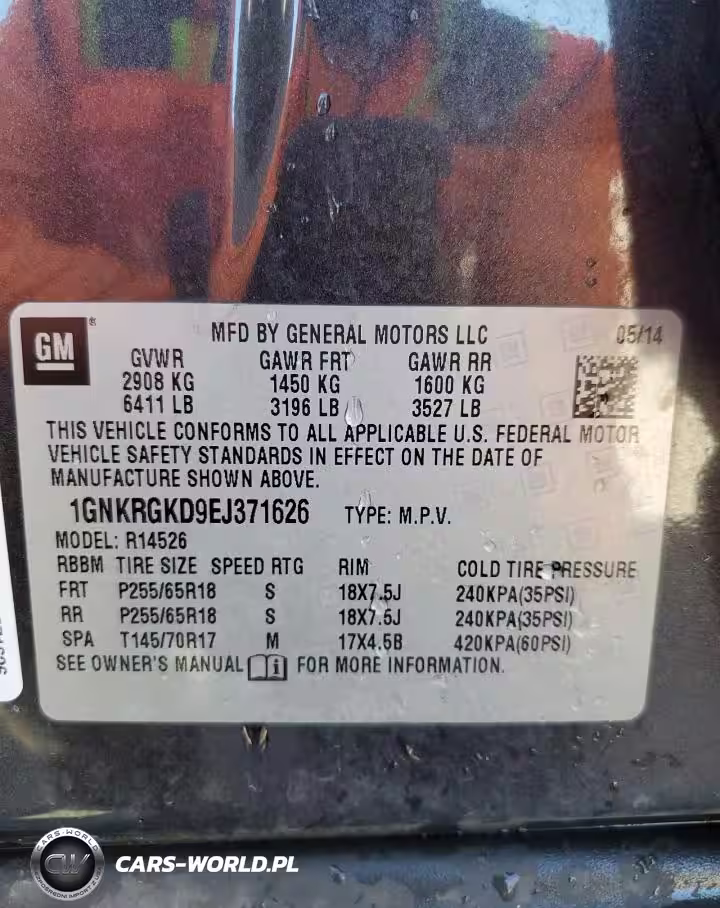 GM
®
MFD BY GENERAL MOTORS LLC
05/14
GVWR GAWR FRT GAWR RR
2908 KG 1450 KG 1600 KG
6411 LB 3196 LB 3527 LB
THIS VEHICLE CONFORMS TO ALL APPLICABLE U.S. FEDERAL MOTOR
VEHICLE SAFETY STANDARDS IN EFFECT ON THE DATE OF
MANUFACTURE SHOWN ABOVE.
1GNKRGKD9EJ371626 TYPE: M.P.V.
MODEL: R14526
RBBM TIRE SIZE SPEED RTG RIM COLD TIRE PRESSURE
FRT P255/65R18 S 18X7.5J 240KPA(35PSI)
RR P255/65R18 S 18X7.5J 240KPA(35PSI)
SPA T145/70R17 M 17X4.5B 420KPA(60PSI)
SEE OWNER'S MANUAL i FOR MORE INFORMATION.
CARS-WORLD
CW
CARS-WORLD.PL